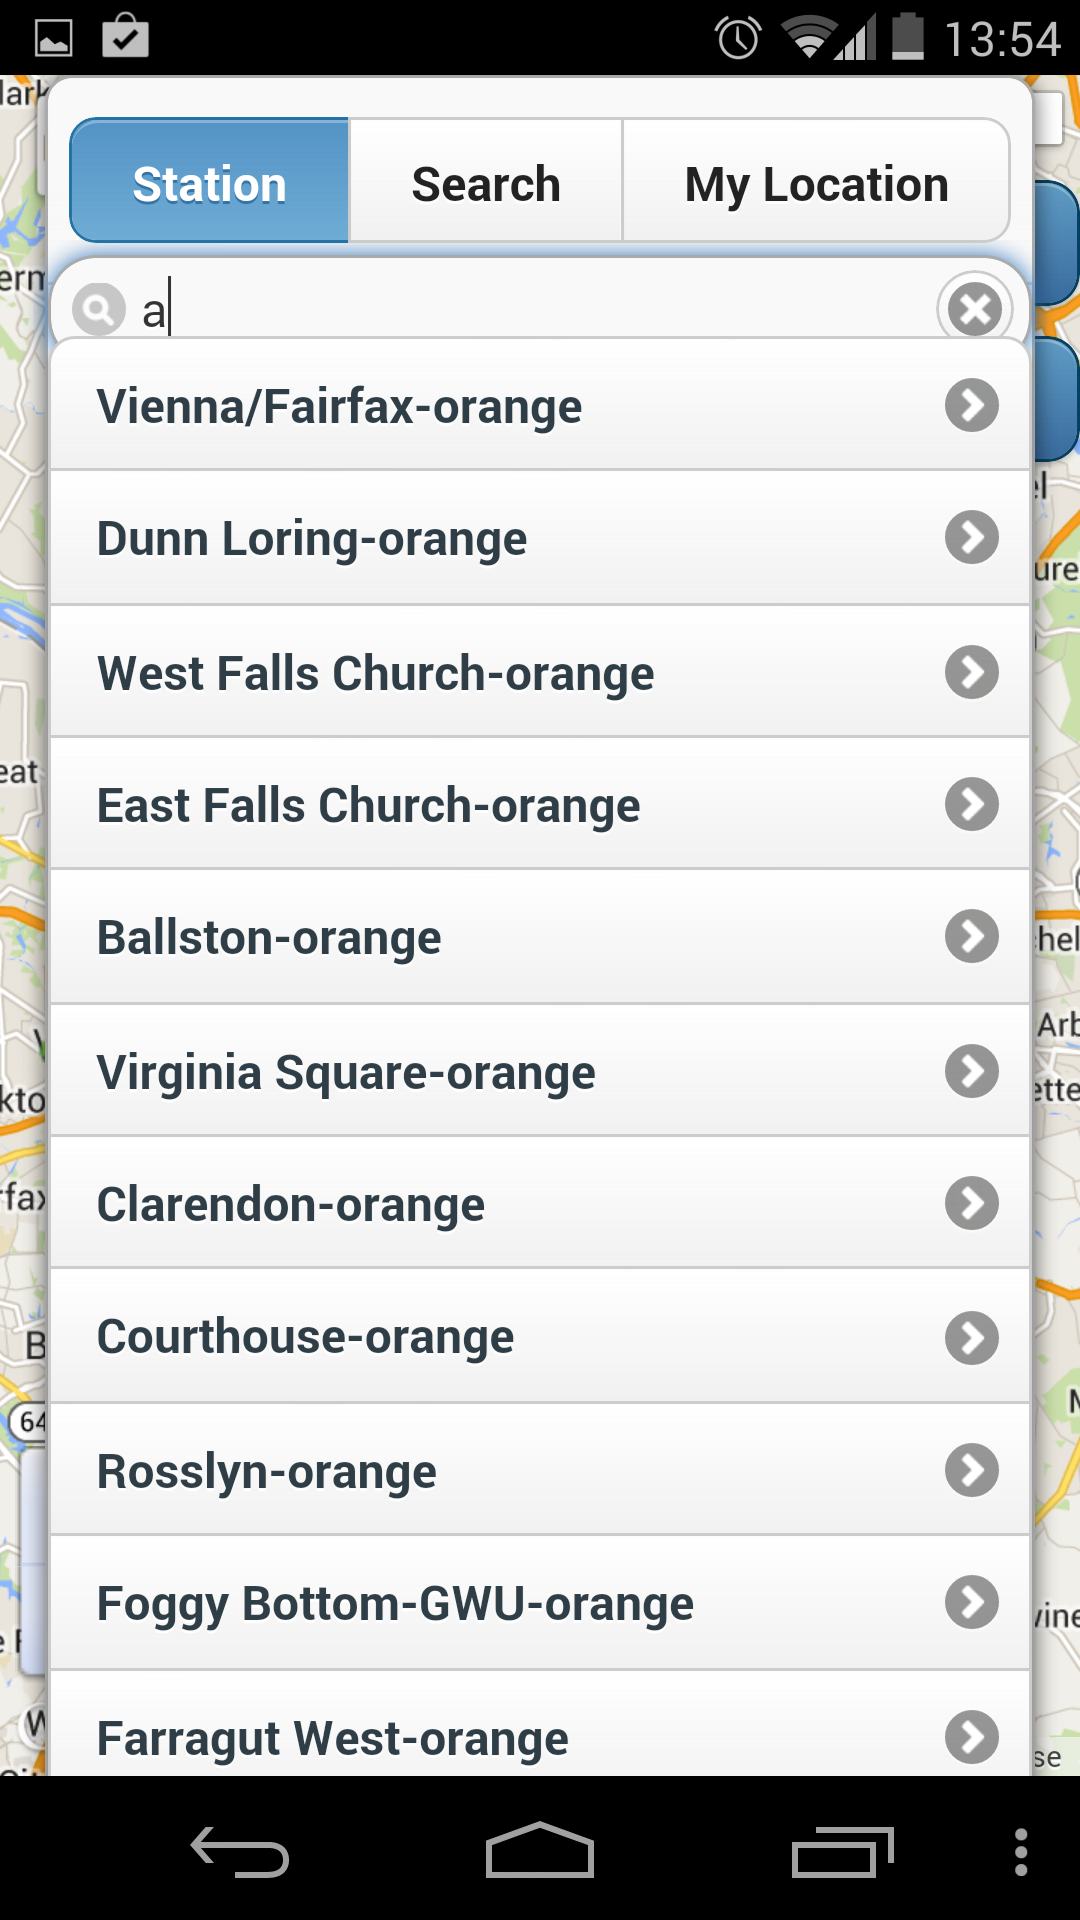 13:54
Station Search My Location
a
Vienna/Fairfax-orange
Dunn Loring-orange
West Falls Church-orange
East Falls Church-orange
Ballston-orange
Virginia Square-orange
Clarendon-orange
Courthouse-orange
Rosslyn-orange
Foggy Bottom-GWU-orange
Farragut West-orange